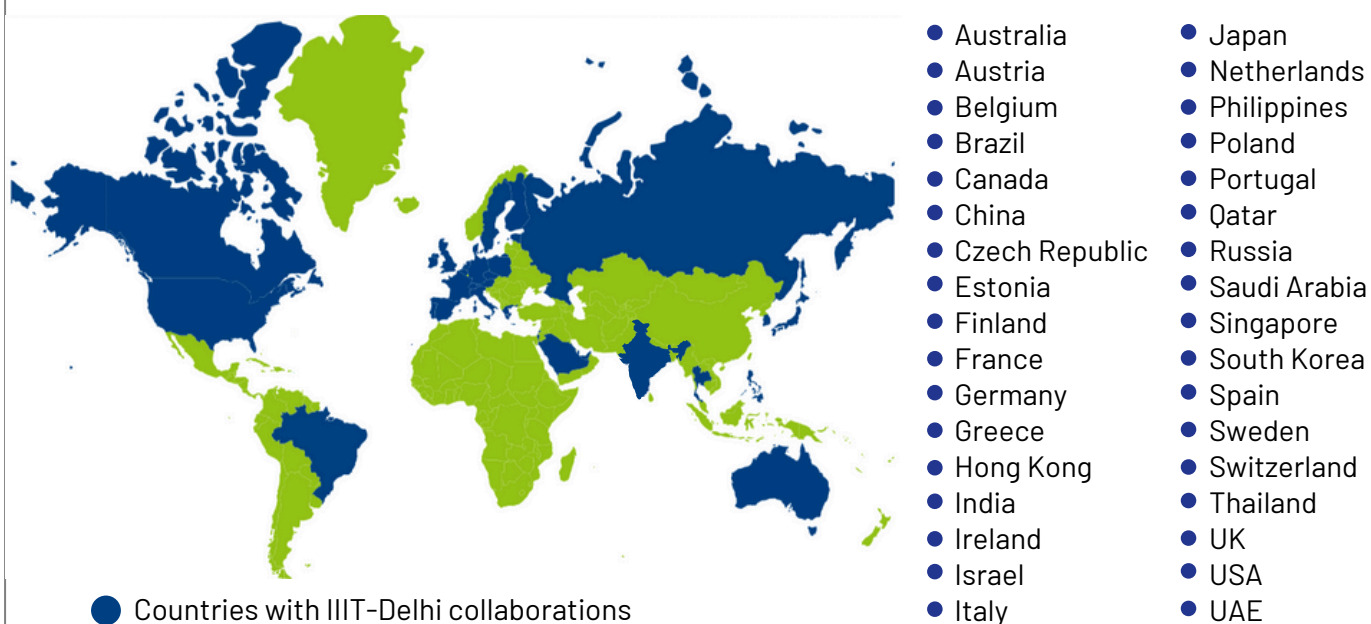 Australia
Austria
Belgium
Brazil
Canada
China
Czech Republic
Estonia
Finland
France
Germany
Greece
Hong Kong
India
Ireland
Israel
Italy
Japan
Netherlands
Philippines
Poland
Portugal
Qatar
Russia
Saudi Arabia
Singapore
South Korea
Spain
Sweden
Switzerland
Thailand
UK
USA
UAE
Countries with IIIT-Delhi collaborations